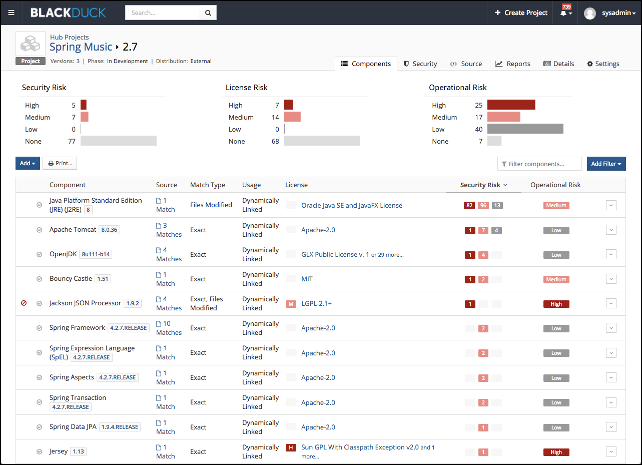 BLACKDUCK
Search...
+ Create Project
735
sysadmin
Hub Projects
Spring Music 2.7
Project
Versions: 3 | Phase: In Development | Distribution: External
Components
Security
Source
Reports
Details
Settings
Security Risk
High 5
Medium 7
Low 0
None 77
License Risk
High 7
Medium 14
Low 0
None 68
Operational Risk
High 25
Medium 17
Low 40
None 7
Add
Print...
Filter components...
Add Filter
Component Source Match Type Usage License Security Risk Operational Risk
Java Platform Standard Edition
(JRE) (J2RE) 8
1
Match
Files Modified
Dynamically
Linked
Oracle Java SE and JavaFX License
82 96 13
Medium
Apache Tomcat 8.0.36
3
Matches
Exact
Dynamically
Linked
Apache-2.0
1 7 4
Low
OpenJDK 8u111-b14
4
Matches
Exact
Dynamically
Linked
GLX Public License v. 1 or 29 more...
1 4
Low
Bouncy Castle 1.51
1
Match
Exact
Dynamically
Linked
MIT
1 2
Medium
Jackson JSON Processor 1.9.2
4
Matches
Exact, Files
Modified
Dynamically
Linked
M
LGPL 2.1+
1
High
Spring Framework 4.2.7.RELEASE
10
Matches
Exact
Dynamically
Linked
Apache-2.0
2
Low
Spring Expression Language
(SpEL) 4.2.7.RELEASE
1
Match
Exact
Dynamically
Linked
Apache-2.0
2
Low
Spring Aspects 4.2.7.RELEASE
1
Match
Exact
Dynamically
Linked
Apache-2.0
2
Low
Spring Transaction
4.2.7.RELEASE
1
Match
Exact
Dynamically
Linked
Apache-2.0
2
Low
Spring Data JPA 1.9.4.RELEASE
1
Match
Exact
Dynamically
Linked
Apache-2.0
1
Low
Jersey 1.13
1
Match
Exact
Dynamically
Linked
H
Sun GPL With Classpath Exception v2.0 and 1
more...
1
High